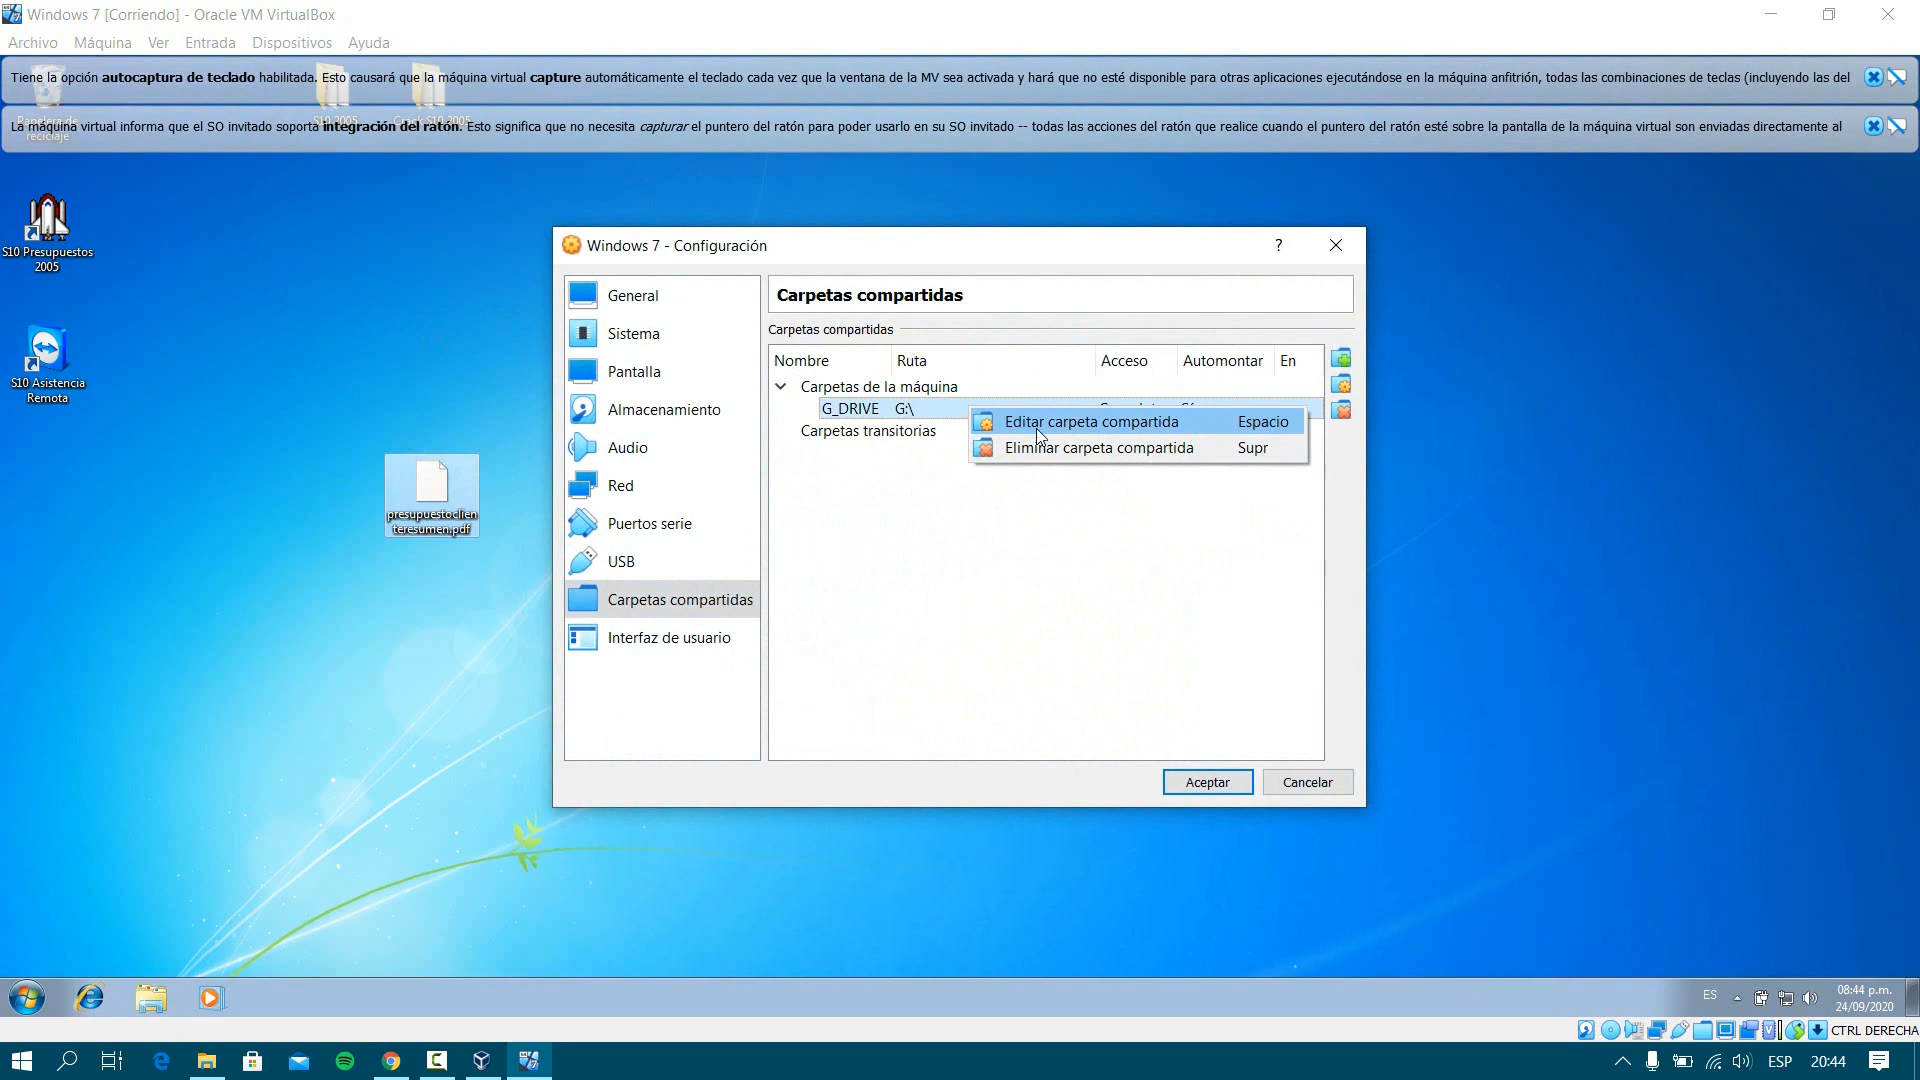 Windows 7 [Corriendo] - Oracle VM VirtualBox
Archivo Máquina Ver Entrada Dispositivos Ayuda
Tiene la opción autocaptura de teclado habilitada. Esto causará que la máquina virtual capture automáticamente el teclado cada vez que la ventana de la MV sea activada y hará que no esté disponible para otras aplicaciones ejecutándose en la máquina anfitrión, todas las combinaciones de teclas (incluyendo las del
La máquina virtual informa que el SO invitado soporta integración del ratón. Esto significa que no necesita capturar el puntero del ratón para poder usarlo en su SO invitado -- todas las acciones del ratón que realice cuando el puntero del ratón esté sobre la pantalla de la máquina virtual son enviadas directamente al
reciclaje
S10 Presupuestos
2005
S10 Asistencia
Remota
presupuestoclien
teresumen.pdf
Windows 7 - Configuración
?
General
Sistema
Pantalla
Almacenamiento
Audio
Red
Puertos serie
USB
Carpetas compartidas
Interfaz de usuario
Carpetas compartidas
Carpetas compartidas
Nombre Ruta Acceso Automontar En
Carpetas de la máquina
G_DRIVE G:\
Carpetas transitorias
Editar carpeta compartida Espacio
Eliminar carpeta compartida Supr
Aceptar Cancelar
ES
08:44 p.m.
24/09/2020
CTRL DERECHA
ESP 20:44